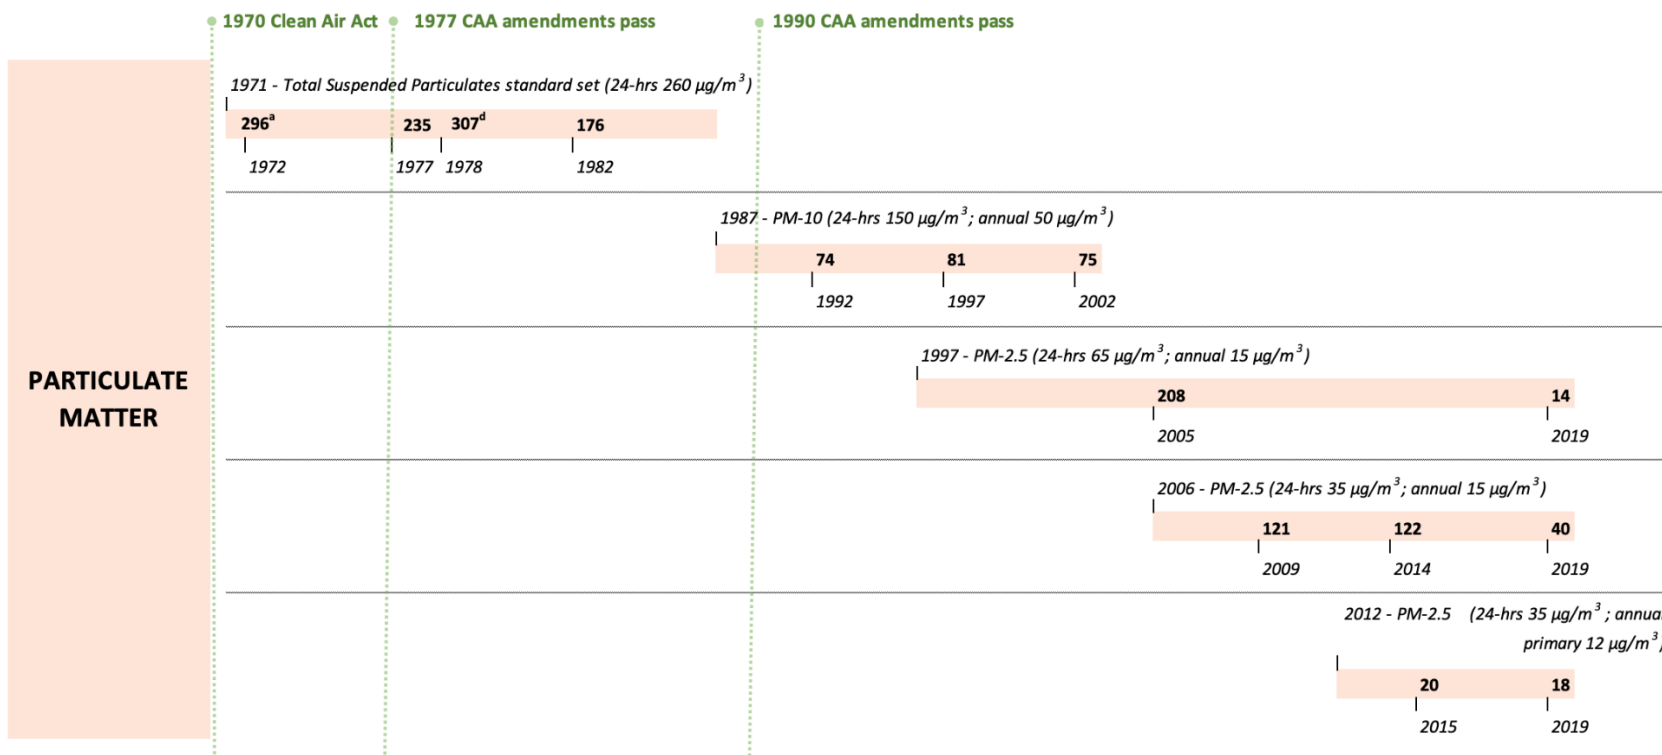 1970 Clean Air Act
1977 CAA amendments pass
1990 CAA amendments pass
PARTICULATE
MATTER
1971 - Total Suspended Particulates standard set (24-hrs 260 µg/m³)
296ᵃ 235 307ᵈ 176
1972 1977 1978 1982
1987 - PM-10 (24-hrs 150 µg/m³; annual 50 µg/m³)
74 81 75
1992 1997 2002
1997 - PM-2.5 (24-hrs 65 µg/m³; annual 15 µg/m³)
208 14
2005 2019
2006 - PM-2.5 (24-hrs 35 µg/m³; annual 15 µg/m³)
121 122 40
2009 2014 2019
2012 - PM-2.5 (24-hrs 35 µg/m³ ; annual
primary 12 µg/m³)
20 18
2015 2019